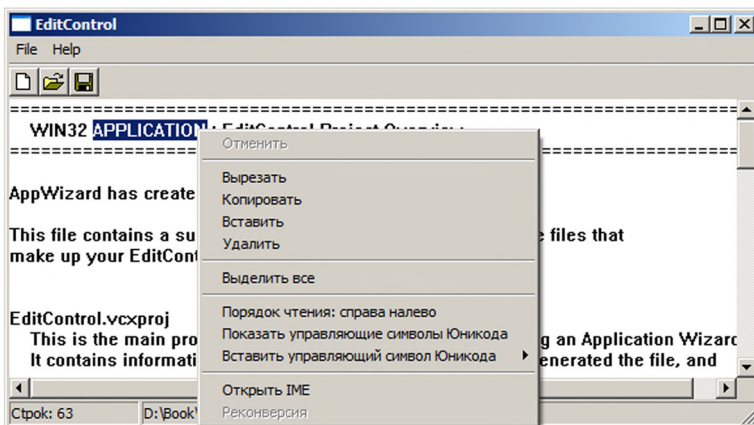 EditControl
File Help
WIN32 APPLICATION : EditControl Project Overview
AppWizard has create
This file contains a su
e files that
make up your EditCont
EditControl.vcxproj
This is the main pro
g an Application Wizard
It contains informati
enerated the file, and
Отменить
Вырезать
Копировать
Вставить
Удалить
Выделить все
Порядок чтения: справа налево
Показать управляющие символы Юникода
Вставить управляющий символ Юникода
Открыть IME
Реконверсия
Строк: 63
D:\Book\